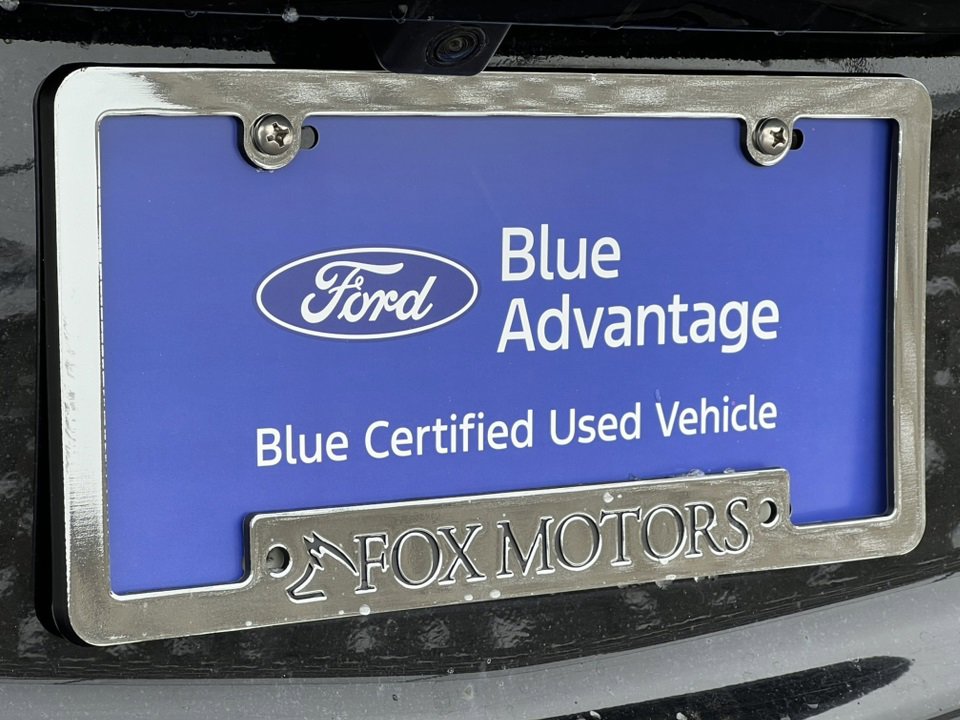 Ford
Blue
Advantage
Blue Certified Used Vehicle
FOX MOTORS